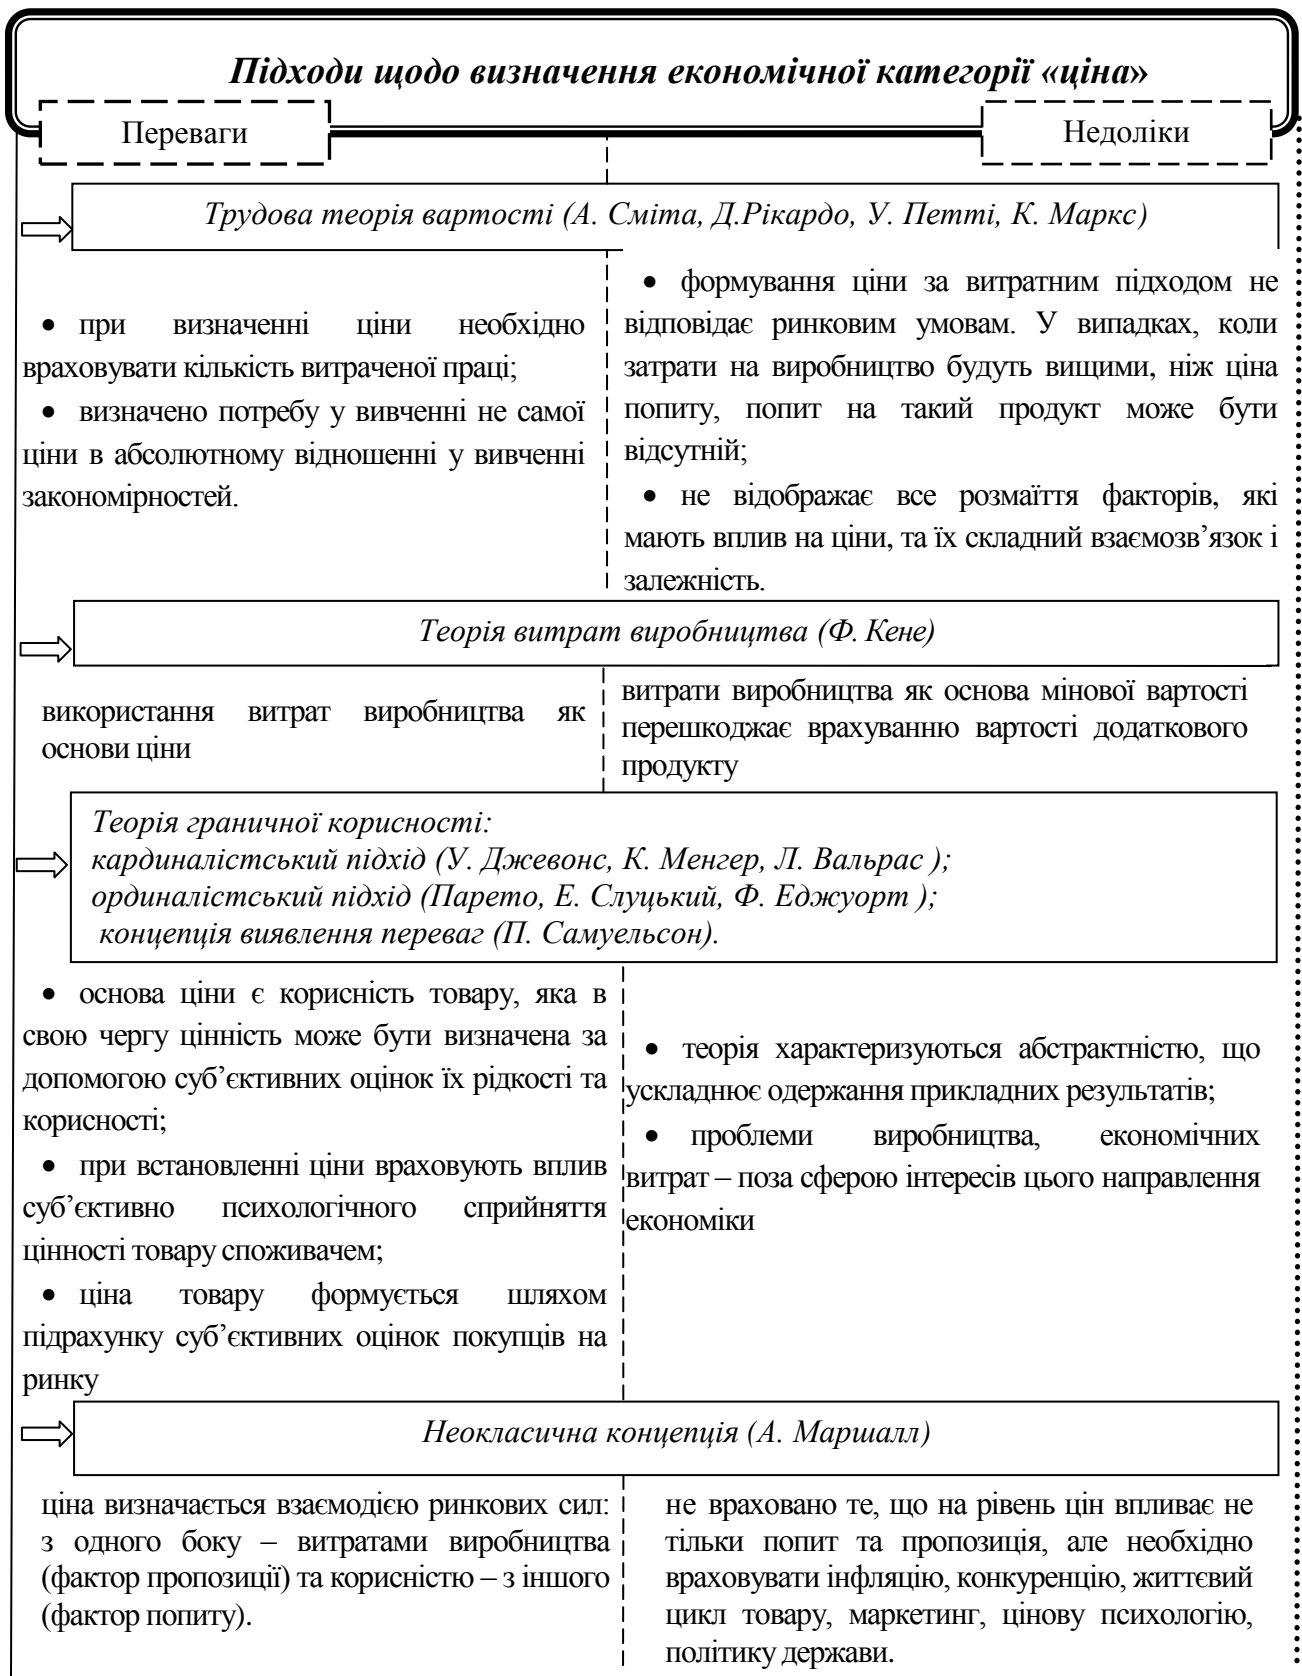 Підходи щодо визначення економічної категорії «ціна»
Переваги
Недоліки
Трудова теорія вартості (А. Сміта, Д.Рікардо, У. Петті, К. Маркс)
• при визначенні ціни необхідно
враховувати кількість витраченої праці;
• визначено потребу у вивченні не самої
ціни в абсолютному відношенні у вивченні
закономірностей.
• формування ціни за витратним підходом не
відповідає ринковим умовам. У випадках, коли
затрати на виробництво будуть вищими, ніж ціна
попиту, попит на такий продукт може бути
відсутній;
• не відображає все розмаїття факторів, які
мають вплив на ціни, та їх складний взаємозв’язок і
залежність.
Теорія витрат виробництва (Ф. Кене)
використання витрат виробництва як
основи ціни
витрати виробництва як основа мінової вартості
перешкоджає врахуванню вартості додаткового
продукту
Теорія граничної корисності:
кардиналістський підхід (У. Джевонс, К. Менгер, Л. Вальрас );
ординалістський підхід (Парето, Е. Слуцький, Ф. Еджуорт );
концепція виявлення переваг (П. Самуельсон).
• основа ціни є корисність товару, яка в
свою чергу цінність може бути визначена за
допомогою суб’єктивних оцінок їх рідкості та
корисності;
• при встановленні ціни враховують вплив
суб’єктивно психологічного сприйняття
цінності товару споживачем;
• ціна товару формується шляхом
підрахунку суб’єктивних оцінок покупців на
ринку
• теорія характеризуються абстрактністю, що
ускладнює одержання прикладних результатів;
• проблеми виробництва, економічних
витрат – поза сферою інтересів цього направлення
економіки
Неокласична концепція (А. Маршалл)
ціна визначається взаємодією ринкових сил:
з одного боку – витратами виробництва
(фактор пропозиції) та корисністю – з іншого
(фактор попиту).
не враховано те, що на рівень цін впливає не
тільки попит та пропозиція, але необхідно
враховувати інфляцію, конкуренцію, життєвий
цикл товару, маркетинг, цінову психологію,
політику держави.